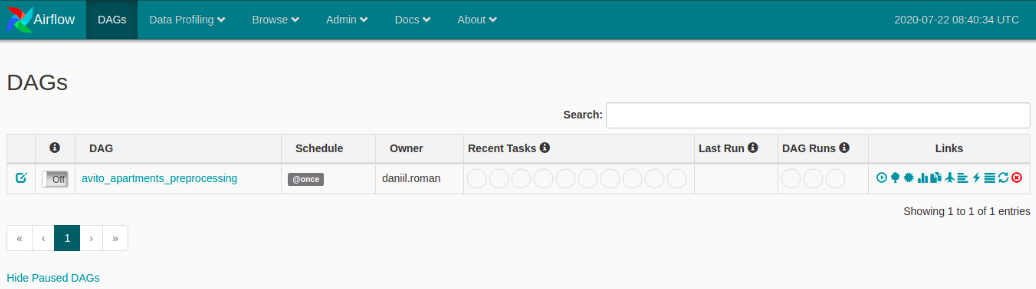 Airflow DAGs Data Profiling Browse Admin Docs About 2020-07-22 08:40:34 UTC
DAGs
Search:
DAG Schedule Owner Recent Tasks Last Run DAG Runs Links
Off avito_apartments_preprocessing @once daniil.roman
Showing 1 to 1 of 1 entries
« ‹ 1 › »
Hide Paused DAGs